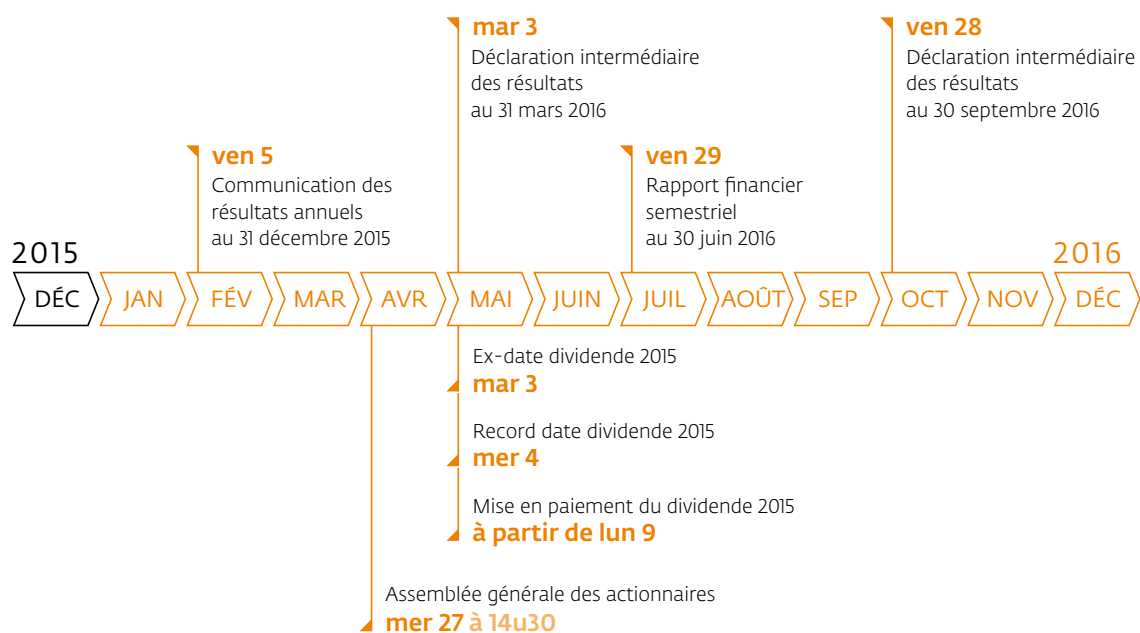 mar 3
Déclaration intermédiaire
des résultats
au 31 mars 2016
ven 28
Déclaration intermédiaire
des résultats
au 30 septembre 2016
ven 5
Communication des
résultats annuels
au 31 décembre 2015
ven 29
Rapport financier
semestriel
au 30 juin 2016
2015
2016
DÉC JAN FÉV MAR AVR MAI JUIN JUIL AOÛT SEP OCT NOV DÉC
Ex-date dividende 2015
mar 3
Record date dividende 2015
mer 4
Mise en paiement du dividende 2015
à partir de lun 9
Assemblée générale des actionnaires
mer 27 à 14u30